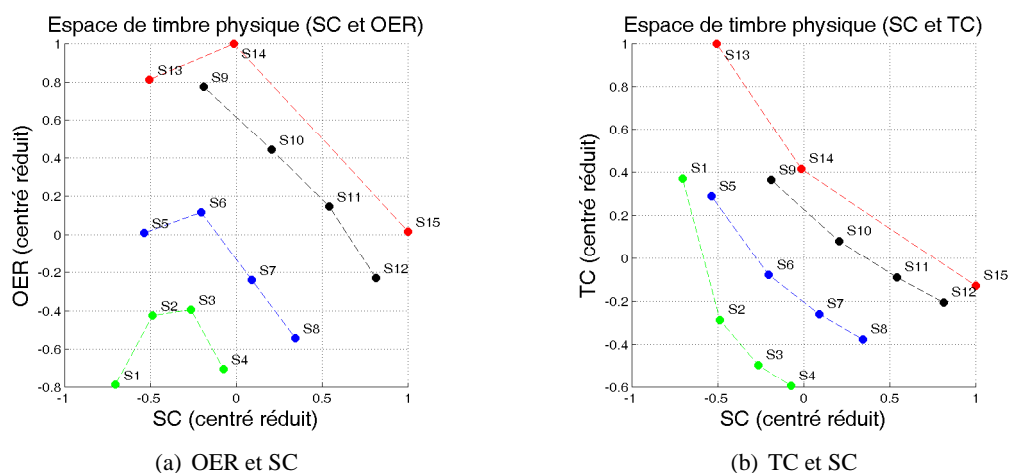 Espace de timbre physique (SC et OER)
OER (centré réduit)
1
0.8
0.6
0.4
0.2
0
-0.2
-0.4
-0.6
-0.8
-1
-0.5
0
0.5
1
SC (centré réduit)
S13
S14
S9
S10
S11
S15
S12
S5
S6
S7
S8
S2
S3
S1
S4
(a) OER et SC
Espace de timbre physique (SC et TC)
TC (centré réduit)
1
0.8
0.6
0.4
0.2
0
-0.2
-0.4
-0.6
-1
-0.5
0
0.5
1
SC (centré réduit)
S13
S14
S1
S5
S9
S10
S11
S15
S12
S6
S7
S8
S2
S3
S4
(b) TC et SC